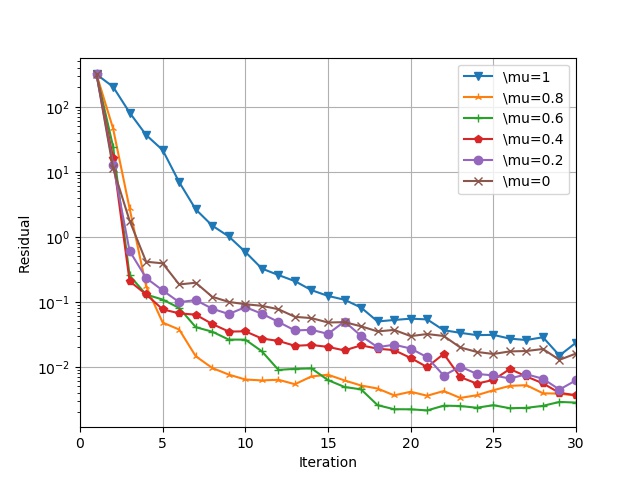 \mu=1
\mu=0.8
\mu=0.6
\mu=0.4
\mu=0.2
\mu=0
10²
10¹
10⁰
10⁻¹
10⁻²
Residual
0 5 10 15 20 25 30
Iteration